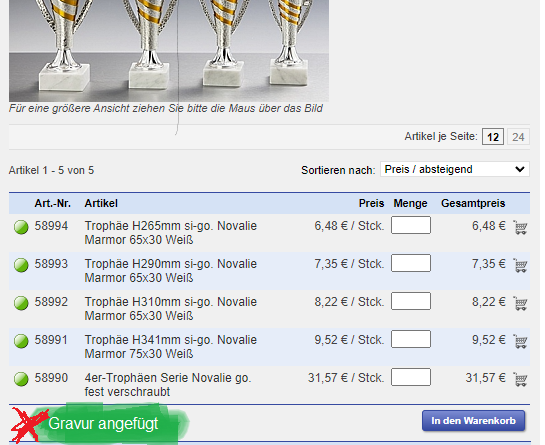 Für eine größere Ansicht ziehen Sie bitte die Maus über das Bild
Artikel je Seite: 12 24
Artikel 1 - 5 von 5 Sortieren nach: Preis / absteigend
Art.-Nr. Artikel Preis Menge Gesamtpreis
58994 Trophäe H265mm si-go. Novalie 6,48 € / Stck. 6,48 €
Marmor 65x30 Weiß
58993 Trophäe H290mm si-go. Novalie 7,35 € / Stck. 7,35 €
Marmor 65x30 Weiß
58992 Trophäe H310mm si-go. Novalie 8,22 € / Stck. 8,22 €
Marmor 65x30 Weiß
58991 Trophäe H341mm si-go. Novalie 9,52 € / Stck. 9,52 €
Marmor 75x30 Weiß
58990 4er-Trophäen Serie Novalie go. 31,57 € / Stck. 31,57 €
fest verschraubt
Gravur angefügt In den Warenkorb